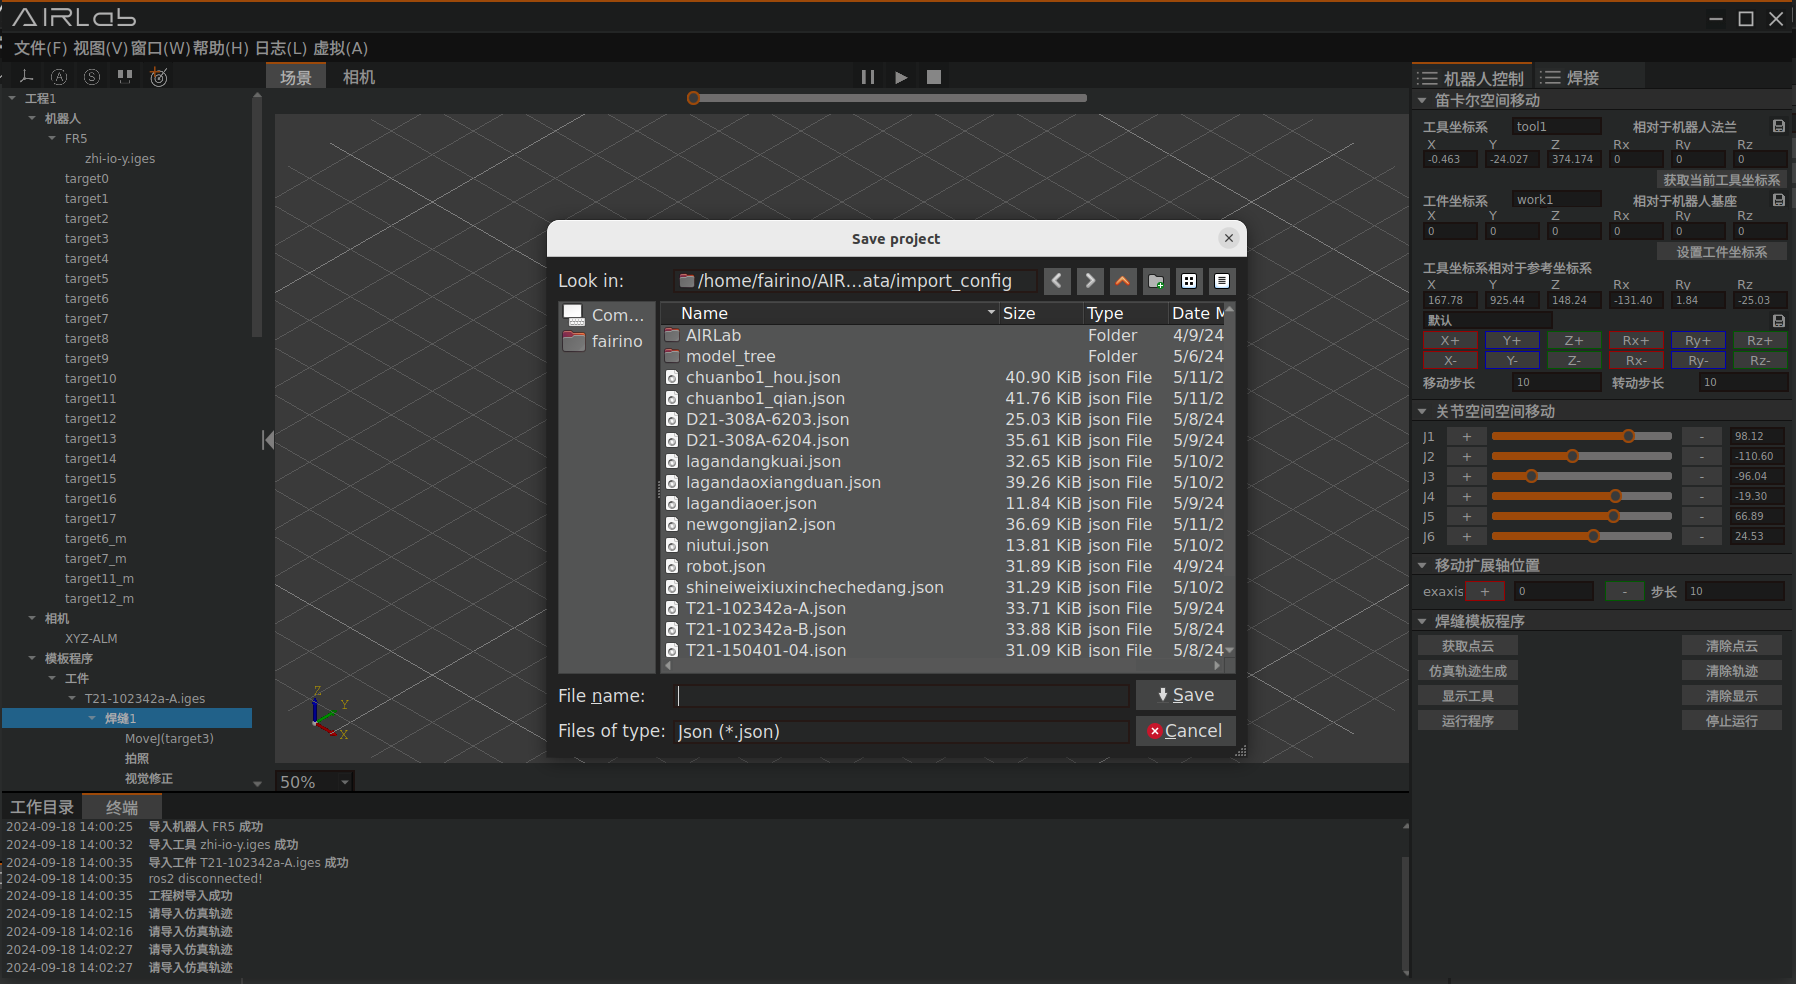 AIRLab
文件(F) 视图(V) 窗口(W) 帮助(H) 日志(L) 虚拟(A)
场景 相机
工程1
机器人
FR5
zhi-io-y.iges
target0
target1
target2
target3
target4
target5
target6
target7
target8
target9
target10
target11
target12
target13
target14
target15
target16
target17
target6_m
target7_m
target11_m
target12_m
相机
XYZ-ALM
模板程序
工件
T21-102342a-A.iges
焊缝1
MoveJ(target3)
拍照
视觉修正
Z
Y
X
50%
Save project
Look in: /home/fairino/AIR...ata/import_config
Com...
fairino
Name Size Type Date M
AIRLab Folder 4/9/24
model_tree Folder 5/6/24
chuanbo1_hou.json 40.90 KiB json File 5/11/2
chuanbo1_qian.json 41.76 KiB json File 5/11/2
D21-308A-6203.json 25.03 KiB json File 5/8/24
D21-308A-6204.json 35.61 KiB json File 5/9/24
lagandangkuai.json 32.65 KiB json File 5/10/2
lagandaoxiangduan.json 39.26 KiB json File 5/10/2
lagandiaoer.json 11.84 KiB json File 5/9/24
newgongjian2.json 36.69 KiB json File 5/11/2
niutui.json 13.81 KiB json File 5/10/2
robot.json 31.89 KiB json File 4/9/24
shineiweixiuxinchechedang.json 31.29 KiB json File 5/10/2
T21-102342a-A.json 33.71 KiB json File 5/9/24
T21-102342a-B.json 33.88 KiB json File 5/8/24
T21-150401-04.json 31.09 KiB json File 5/8/24
File name: Save
Files of type: Json (*.json) Cancel
机器人控制 焊接
笛卡尔空间移动
工具坐标系 tool1 相对于机器人法兰
X Y Z Rx Ry Rz
-0.463 -24.027 374.174 0 0 0
获取当前工具坐标系
工件坐标系 work1 相对于机器人基座
X Y Z Rx Ry Rz
0 0 0 0 0 0
设置工件坐标系
工具坐标系相对于参考坐标系
X Y Z Rx Ry Rz
167.78 925.44 148.24 -131.40 1.84 -25.03
默认
X+ Y+ Z+ Rx+ Ry+ Rz+
X- Y- Z- Rx- Ry- Rz-
移动步长 10 转动步长 10
关节空间空间移动
J1 + - 98.12
J2 + - -110.60
J3 + - -96.04
J4 + - -19.30
J5 + - 66.89
J6 + - 24.53
移动扩展轴位置
exaxis + 0 - 步长 10
焊缝模板程序
获取点云 清除点云
仿真轨迹生成 清除轨迹
显示工具 清除显示
运行程序 停止运行
工作目录 终端
2024-09-18 14:00:25 导入机器人 FR5 成功
2024-09-18 14:00:32 导入工具 zhi-io-y.iges 成功
2024-09-18 14:00:35 导入工件 T21-102342a-A.iges 成功
2024-09-18 14:00:35 ros2 disconnected!
2024-09-18 14:00:35 工程树导入成功
2024-09-18 14:02:15 请导入仿真轨迹
2024-09-18 14:02:16 请导入仿真轨迹
2024-09-18 14:02:27 请导入仿真轨迹
2024-09-18 14:02:27 请导入仿真轨迹